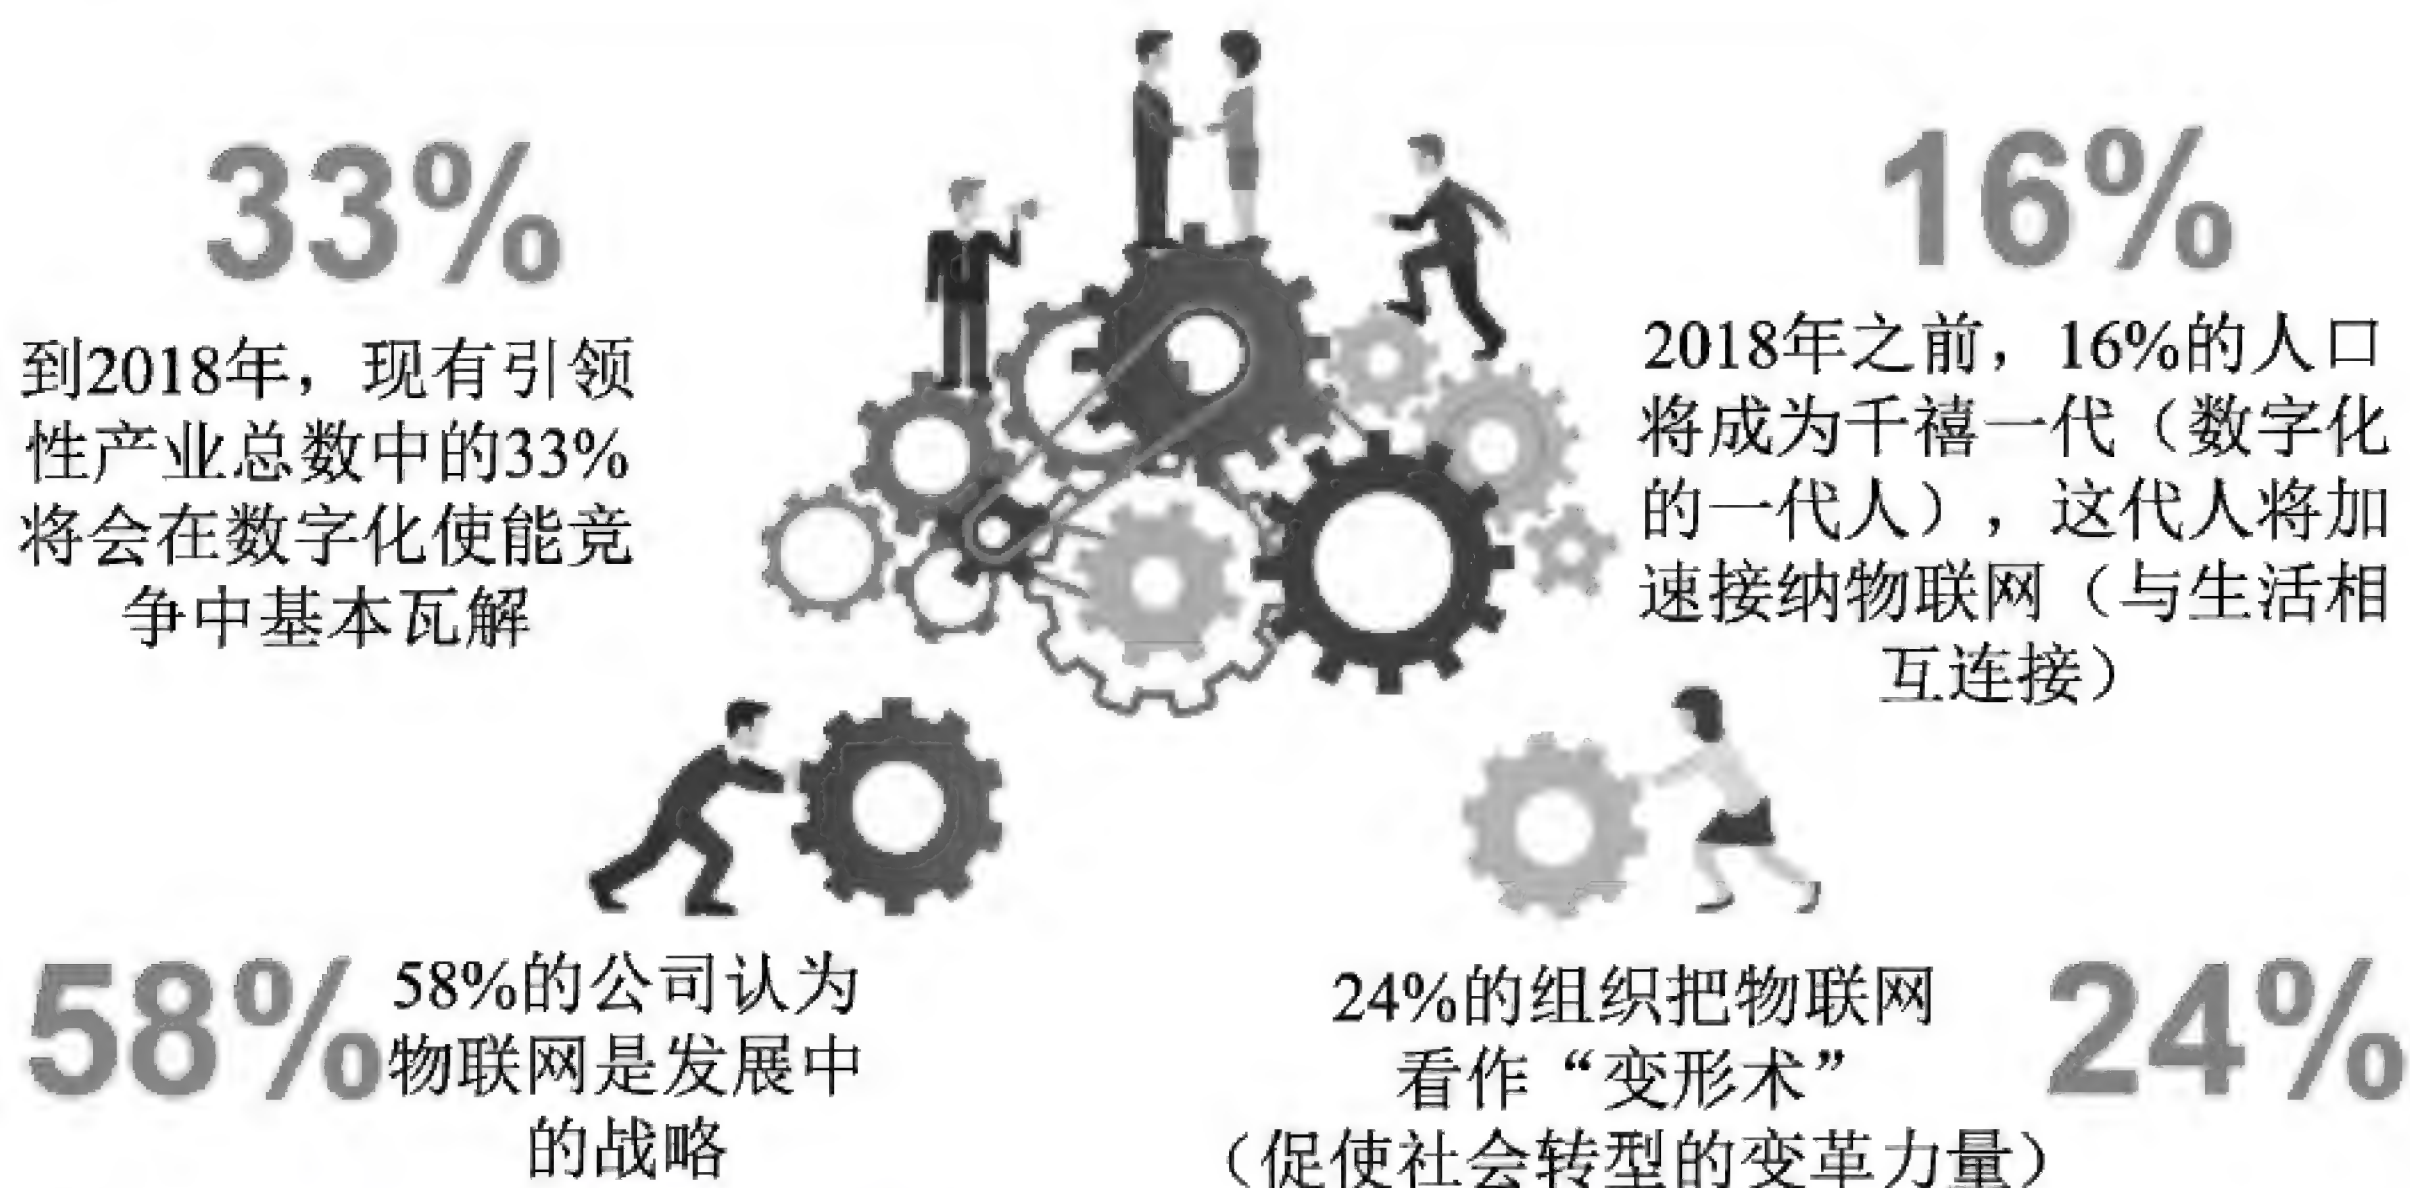 33%
到2018年，现有引领
性产业总数中的33%
将会在数字化使能竞
争中基本瓦解
16%
2018年之前，16%的人口
将成为千禧一代（数字化
的一代人），这代人将加
速接纳物联网（与生活相
互连接）
58%
58%的公司认为
物联网是发展中
的战略
24%的组织把物联网
看作“变形术”
（促使社会转型的变革力量）
24%